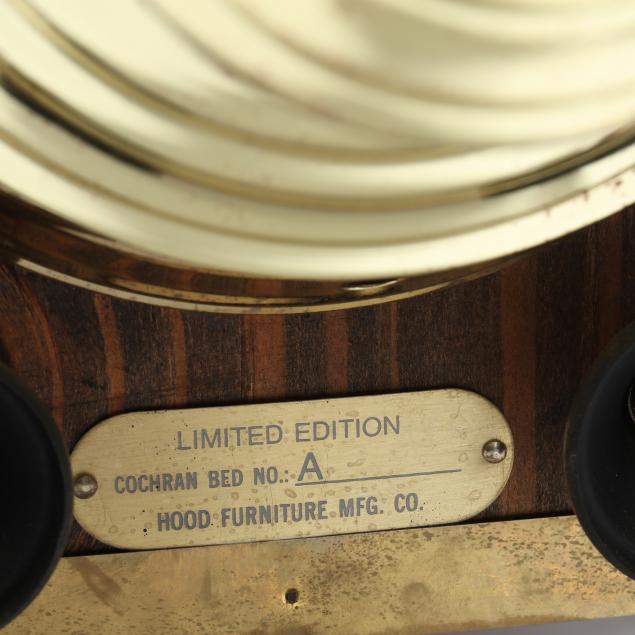 LIMITED EDITION
COCHRAN BED NO.: A
HOOD FURNITURE MFG. CO.